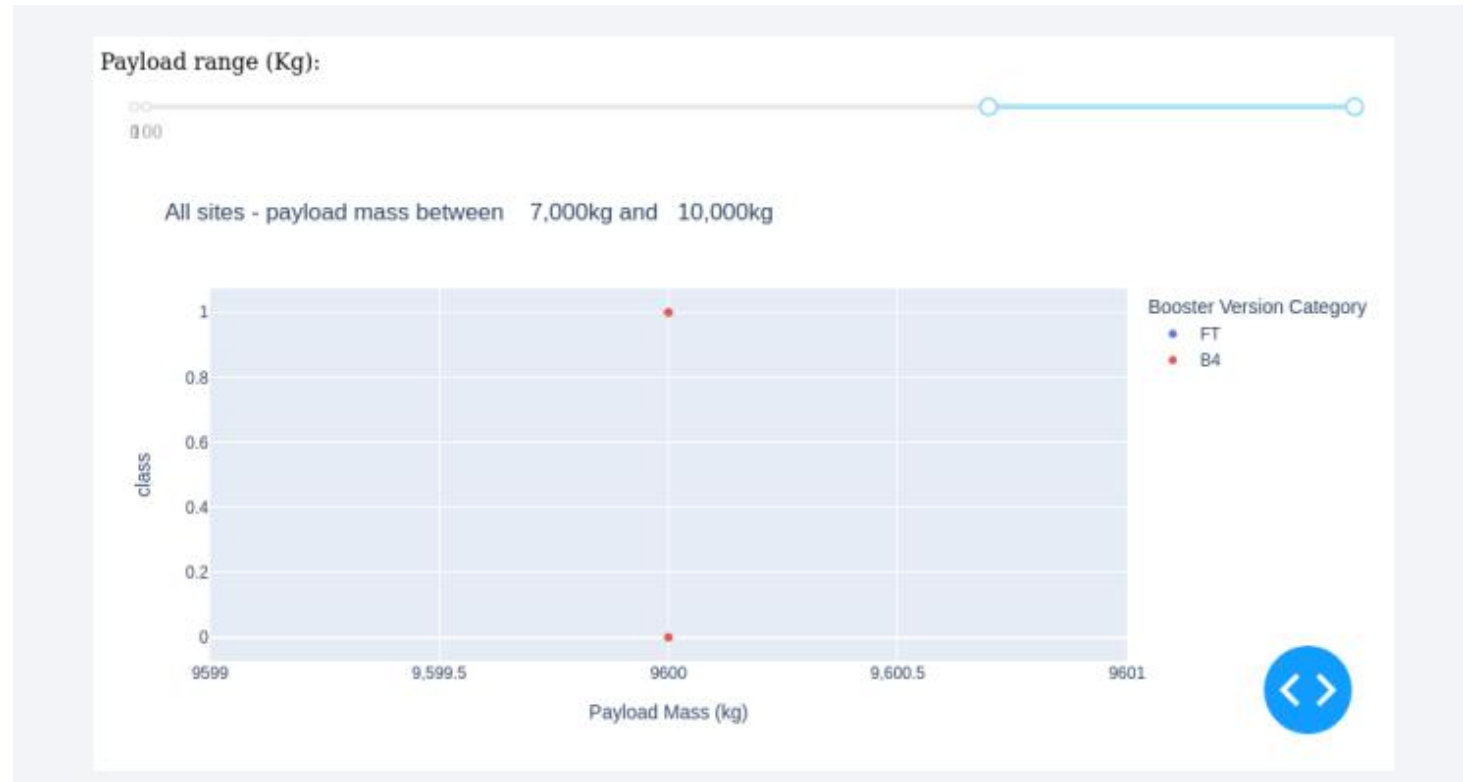 Payload range (Kg):
All sites - payload mass between 7,000kg and 10,000kg
1
0.8
0.6
0.4
0.2
0
class
9599
9,599.5
9600
9,600.5
9601
Payload Mass (kg)
Booster Version Category
FT
B4